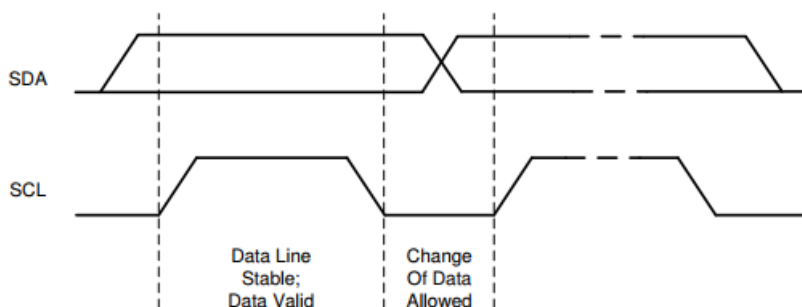 SDA
SCL
Data Line
Stable;
Data Valid
Change
Of Data
Allowed